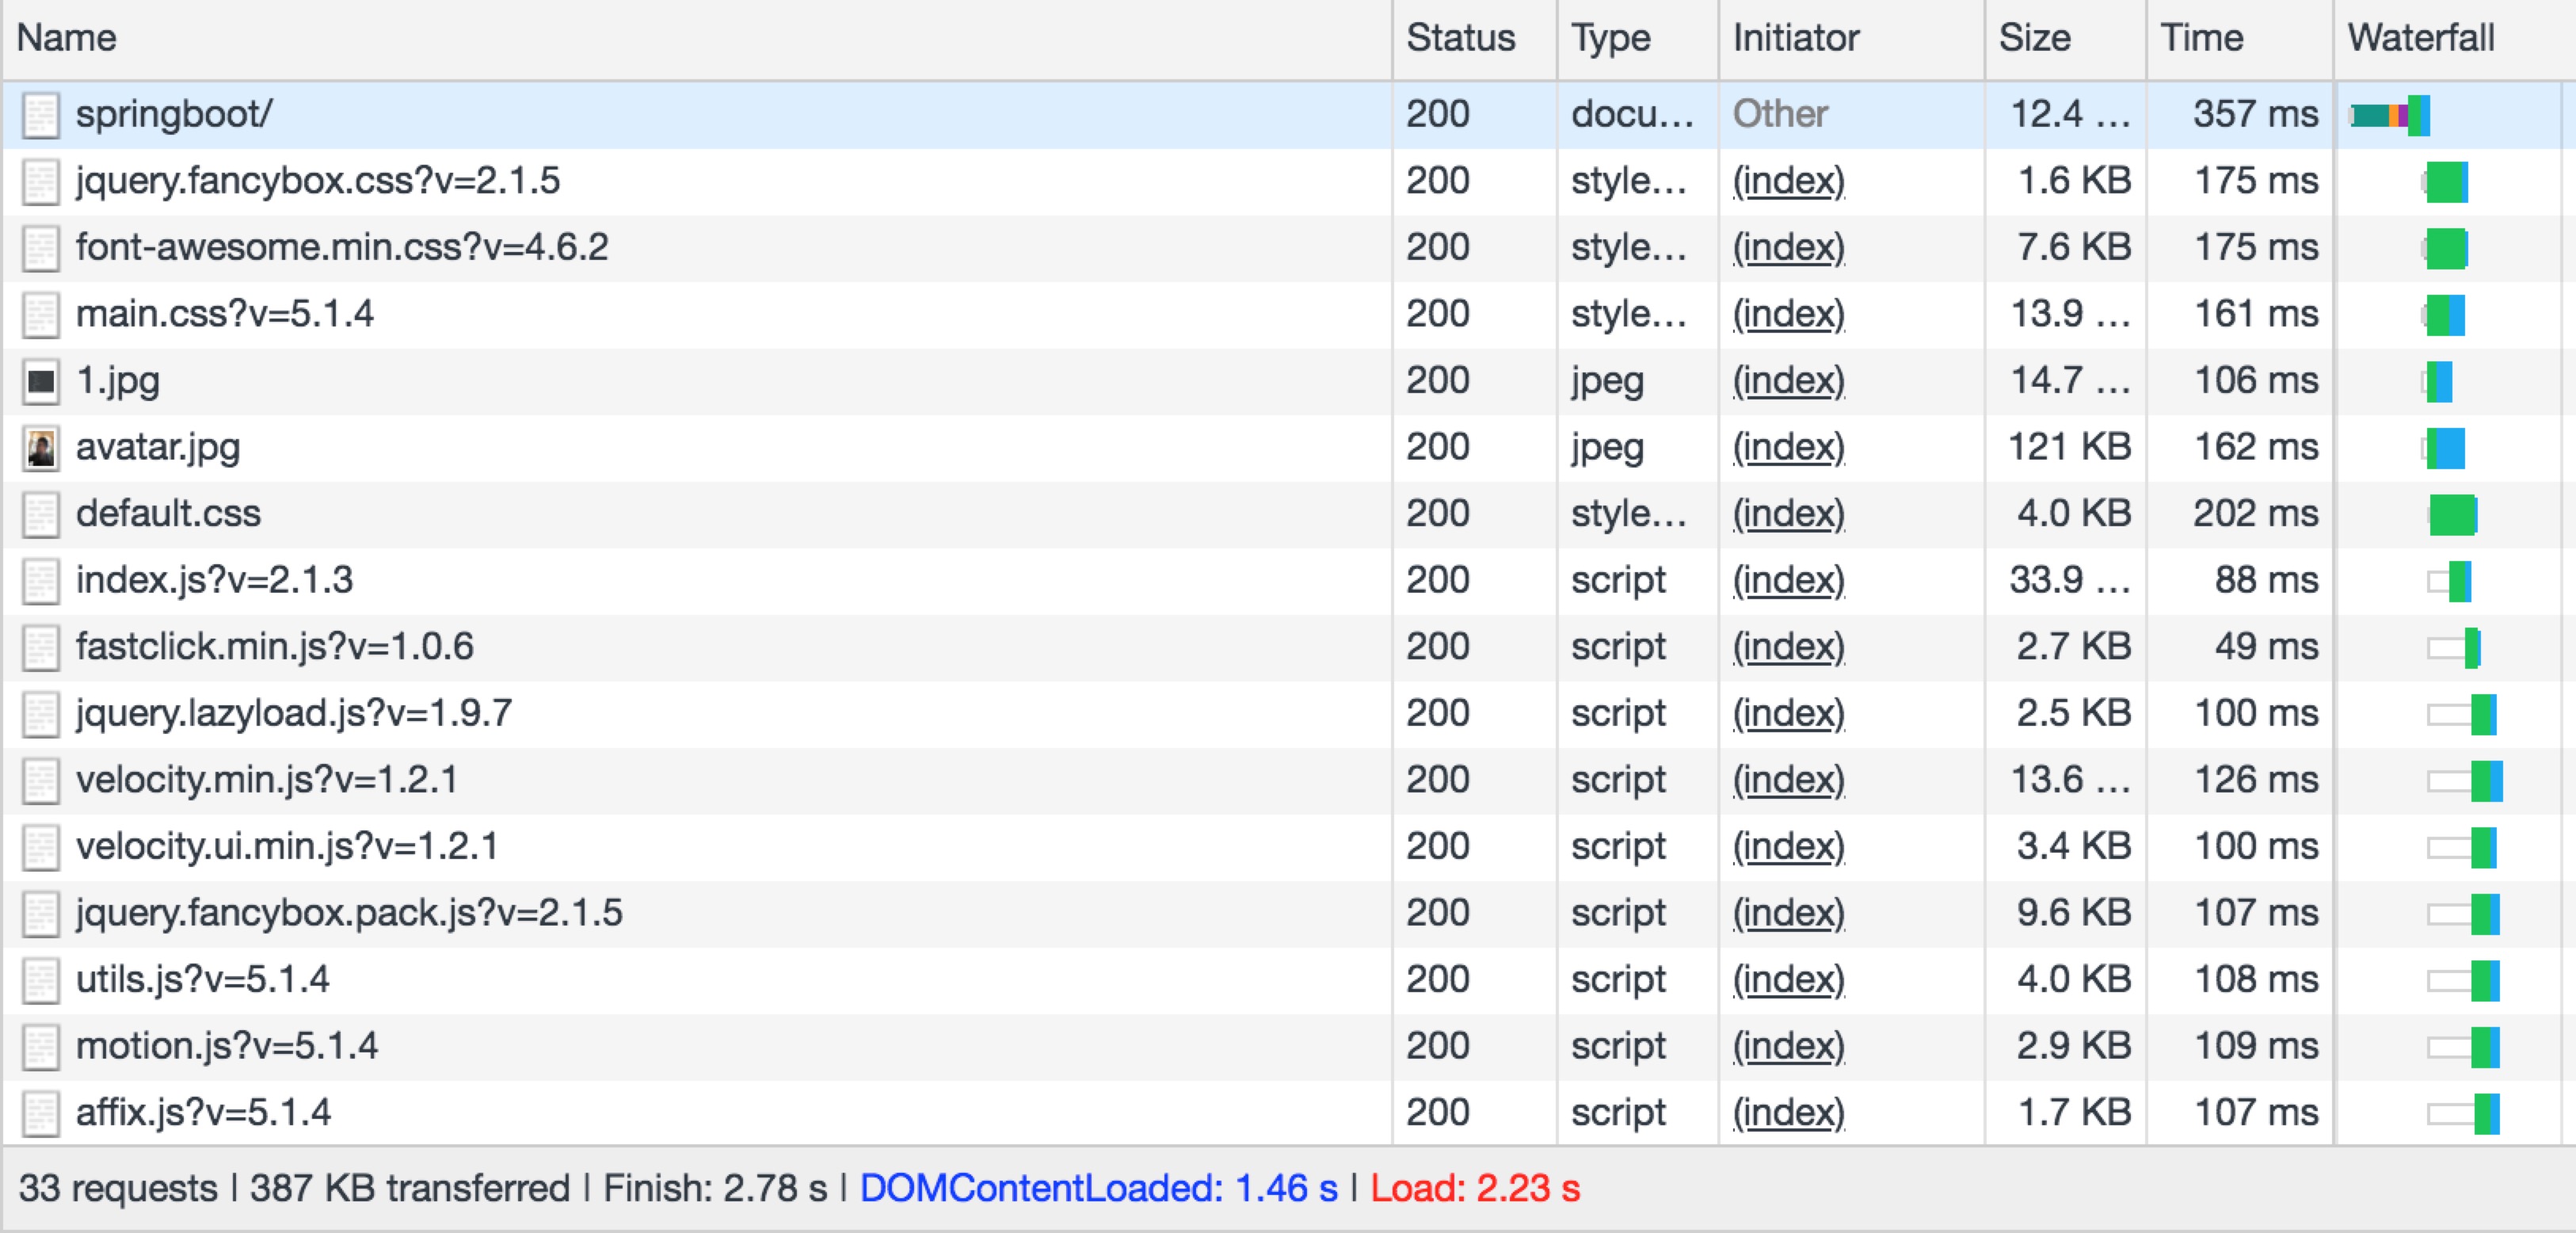 Name Status Type Initiator Size Time Waterfall
springboot/ 200 docu... Other 12.4 ... 357 ms
jquery.fancybox.css?v=2.1.5 200 style... (index) 1.6 KB 175 ms
font-awesome.min.css?v=4.6.2 200 style... (index) 7.6 KB 175 ms
main.css?v=5.1.4 200 style... (index) 13.9 ... 161 ms
1.jpg 200 jpeg (index) 14.7 ... 106 ms
avatar.jpg 200 jpeg (index) 121 KB 162 ms
default.css 200 style... (index) 4.0 KB 202 ms
index.js?v=2.1.3 200 script (index) 33.9 ... 88 ms
fastclick.min.js?v=1.0.6 200 script (index) 2.7 KB 49 ms
jquery.lazyload.js?v=1.9.7 200 script (index) 2.5 KB 100 ms
velocity.min.js?v=1.2.1 200 script (index) 13.6 ... 126 ms
velocity.ui.min.js?v=1.2.1 200 script (index) 3.4 KB 100 ms
jquery.fancybox.pack.js?v=2.1.5 200 script (index) 9.6 KB 107 ms
utils.js?v=5.1.4 200 script (index) 4.0 KB 108 ms
motion.js?v=5.1.4 200 script (index) 2.9 KB 109 ms
affix.js?v=5.1.4 200 script (index) 1.7 KB 107 ms
33 requests | 387 KB transferred | Finish: 2.78 s | DOMContentLoaded: 1.46 s | Load: 2.23 s